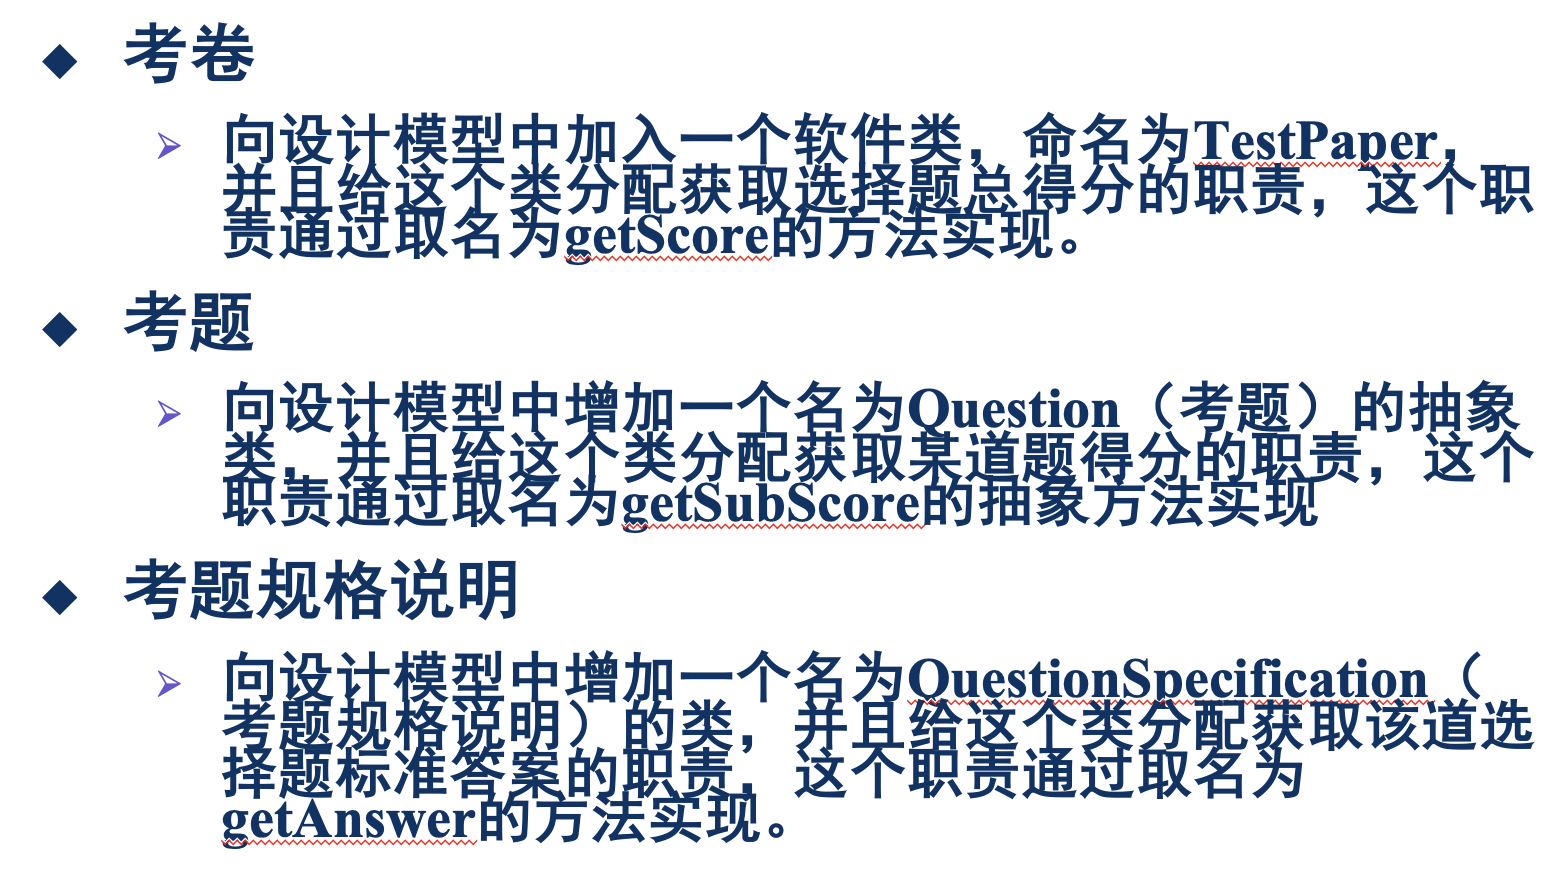 考卷
向设计模型中加入一个软件类，命名为TestPaper，
并且给这个类分配获取选择题总得分的职责，这个职
责通过取名为getScore的方法实现。
考题
向设计模型中增加一个名为Question（考题）的抽象
类，并且给这个类分配获取某道题得分的职责，这个
职责通过取名为getSubScore的抽象方法实现
考题规格说明
向设计模型中增加一个名为QuestionSpecification（
考题规格说明）的类，并且给这个类分配获取该道选
择题标准答案的职责，这个职责通过取名为
getAnswer的方法实现。